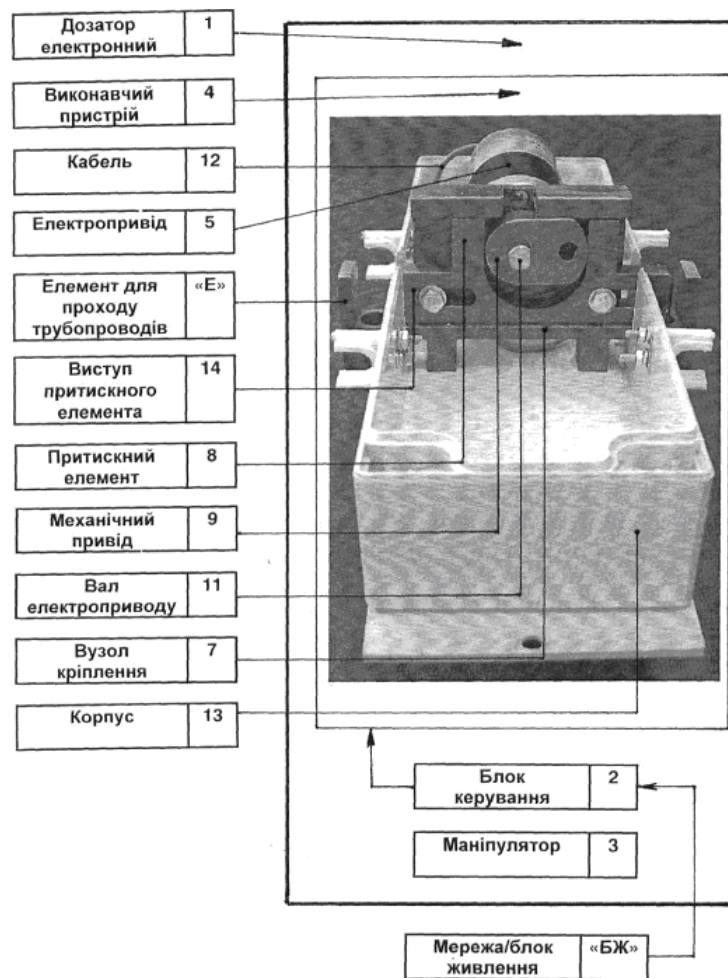 Дозатор 1
електронний
Виконавчий 4
пристрій
Кабель 12
Електропривід 5
Елемент для «Е»
проходу
трубопроводів
Виступ 14
притискного
елемента
Притискний 8
елемент
Механічний 9
привід
Вал 11
електроприводу
Вузол 7
кріплення
Корпус 13
Блок 2
керування
Маніпулятор 3
Мережа/блок «БЖ»
живлення